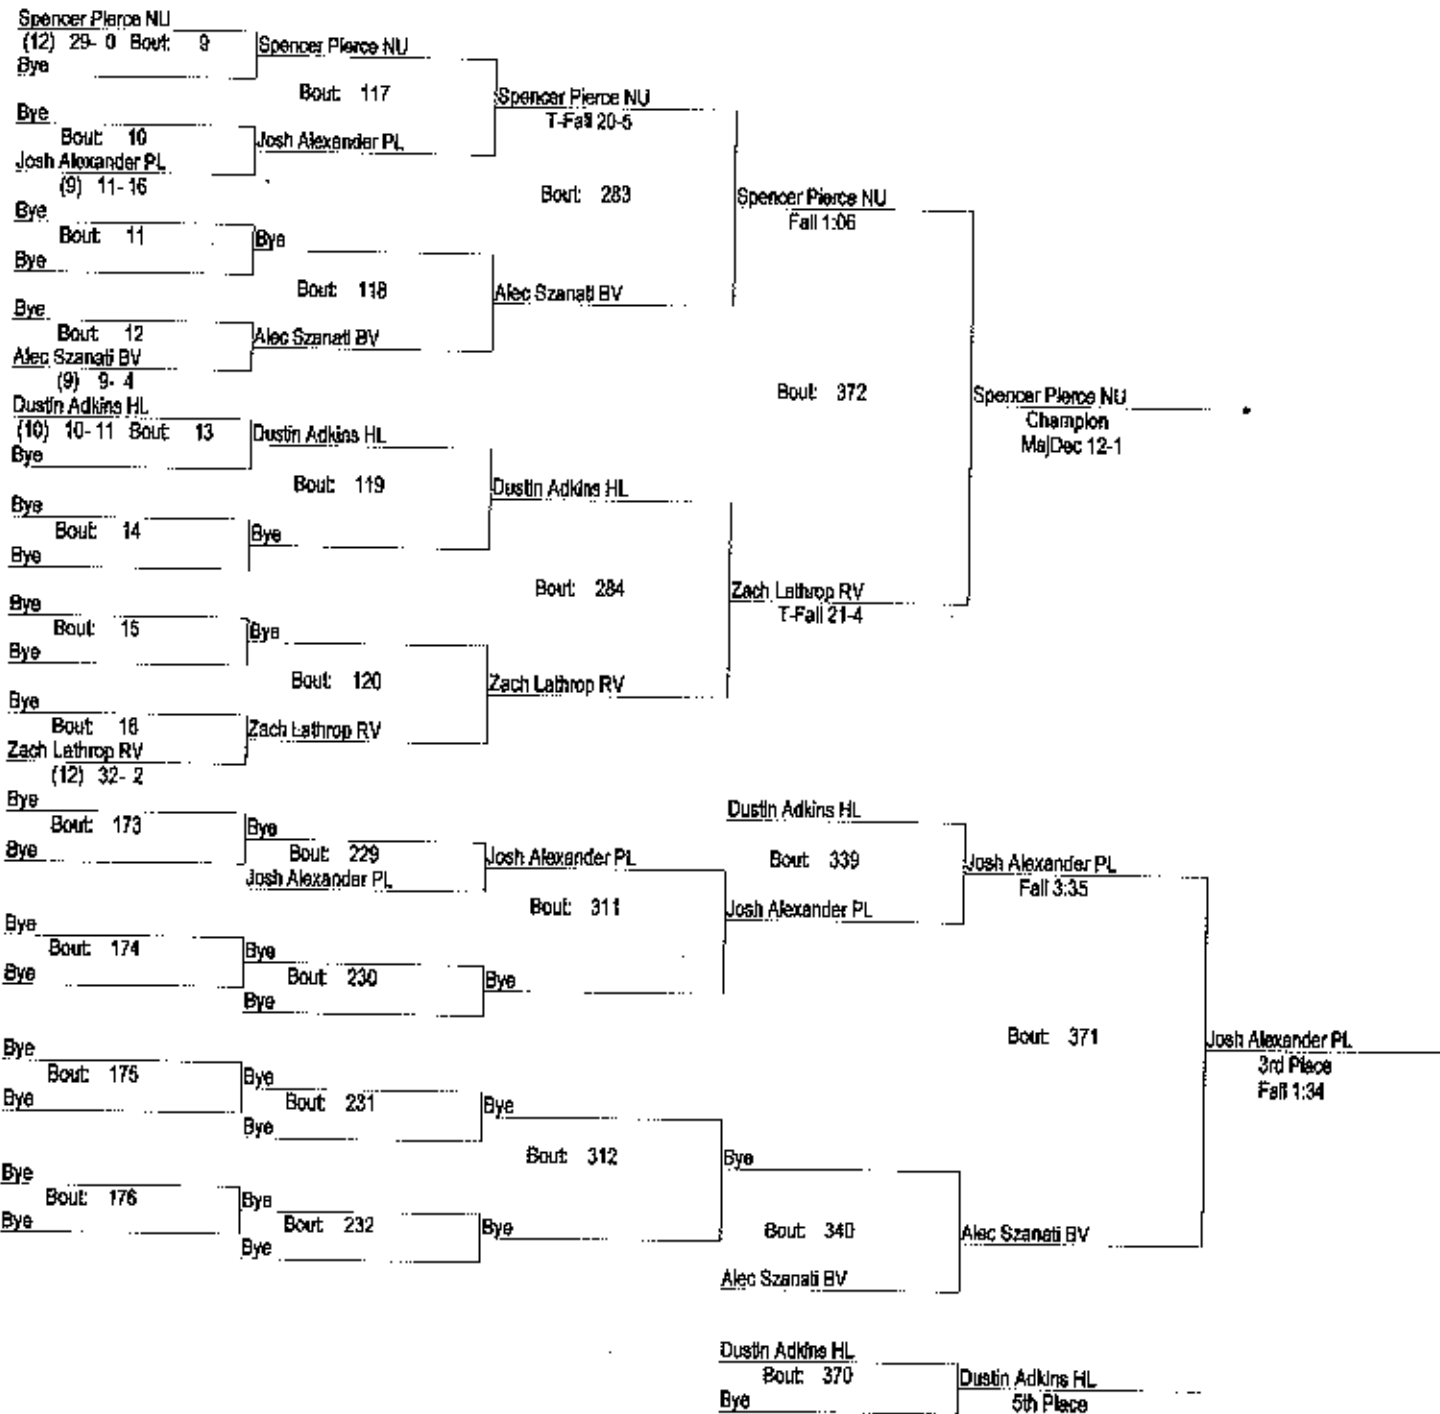 Spencer Pierce NU
(12) 29- 0 Bout: 9
Spencer Pierce NU
Bye
Bout: 117
Spencer Pierce NU
T-Fall 20-5
Bye
Bout: 10
Josh Alexander PL
Josh Alexander PL
(9) 11-16
Bout: 283
Spencer Pierce NU
Fall 1:06
Bye
Bout: 11
Bye
Bye
Bout: 118
Alec Szanati BV
Bye
Bout: 12
Alec Szanati BV
Alec Szanati BV
(9) 9- 4
Bout: 372
Spencer Pierce NU
Champion
MajDec 12-1
Dustin Adkins HL
(10) 10-11 Bout: 13
Dustin Adkins HL
Bye
Bout: 119
Dustin Adkins HL
Bye
Bout: 14
Bye
Bye
Bout: 284
Zach Lathrop RV
T-Fall 21-4
Bye
Bout: 15
Bye
Bye
Bout: 120
Zach Lathrop RV
Bye
Bout: 16
Zach Lathrop RV
Zach Lathrop RV
(12) 32- 2
Bye
Bout: 173
Bye
Bye
Bout: 229
Josh Alexander PL
Josh Alexander PL
Dustin Adkins HL
Bout: 339
Josh Alexander PL
Fall 3:35
Bout: 311
Josh Alexander PL
Bye
Bout: 174
Bye
Bye
Bout: 230
Bye
Bye
Bout: 371
Josh Alexander PL
3rd Place
Fall 1:34
Bye
Bout: 175
Bye
Bye
Bout: 231
Bye
Bye
Bout: 312
Bye
Bye
Bout: 176
Bye
Bye
Bout: 232
Bye
Bye
Bout: 340
Alec Szanati BV
Alec Szanati BV
Dustin Adkins HL
Bout: 370
Dustin Adkins HL
5th Place
Bye